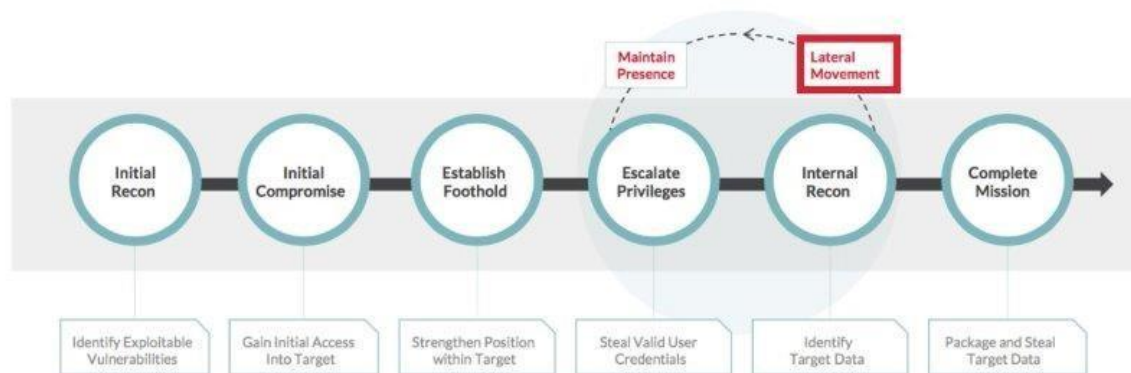 Maintain
Presence
Lateral
Movement
Initial
Recon
Initial
Compromise
Establish
Foothold
Escalate
Privileges
Internal
Recon
Complete
Mission
Identify Exploitable
Vulnerabilities
Gain Initial Access
Into Target
Strengthen Position
within Target
Steal Valid User
Credentials
Identify
Target Data
Package and Steal
Target Data